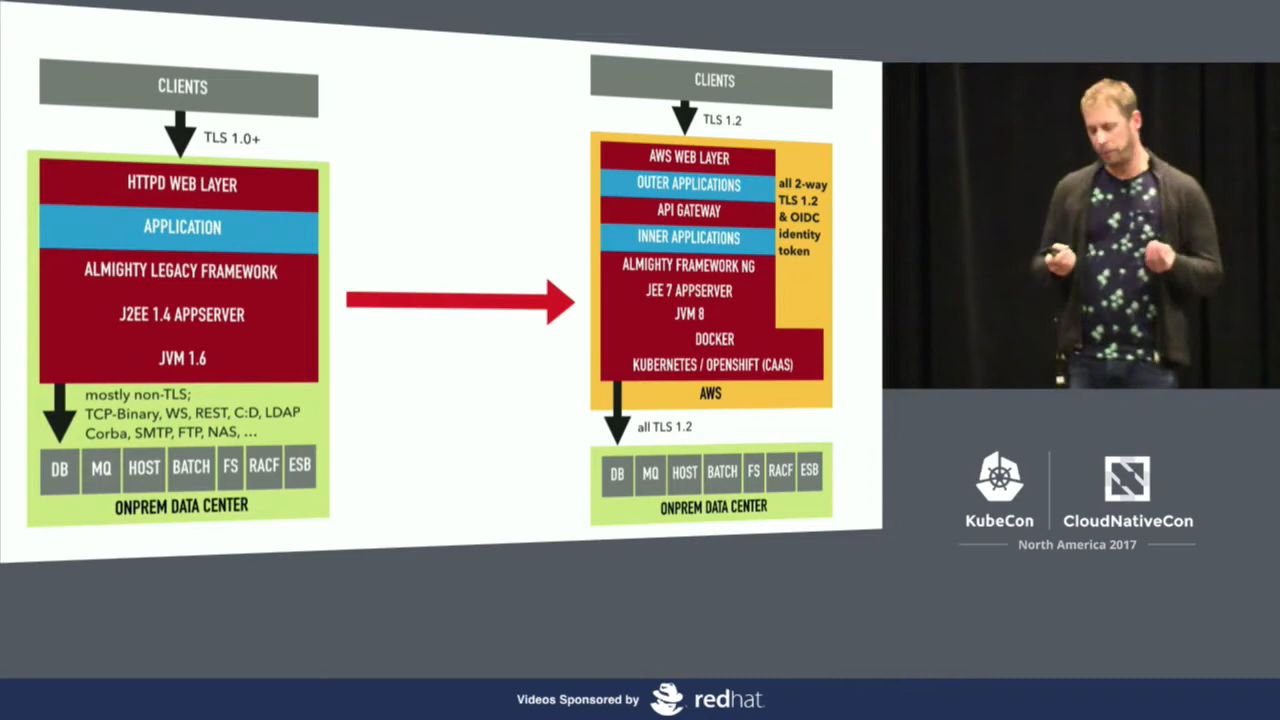 CLIENTS
TLS 1.0+
HTTPD WEB LAYER
APPLICATION
ALMIGHTY LEGACY FRAMEWORK
J2EE 1.4 APPSERVER
JVM 1.6
mostly non-TLS;
TCP-Binary, WS, REST, C:D, LDAP
Corba, SMTP, FTP, NAS, ...
DB MQ HOST BATCH FS RACF ESB
ONPREM DATA CENTER
CLIENTS
TLS 1.2
AWS WEB LAYER
OUTER APPLICATIONS
API GATEWAY
INNER APPLICATIONS
ALMIGHTY FRAMEWORK NG
JEE 7 APPSERVER
JVM 8
DOCKER
KUBERNETES / OPENSHIFT (CAAS)
AWS
all 2-way
TLS 1.2
& OIDC
identity
token
all TLS 1.2
DB MQ HOST BATCH FS RACF ESB
ONPREM DATA CENTER
KubeCon CloudNativeCon
North America 2017
Videos Sponsored by redhat.